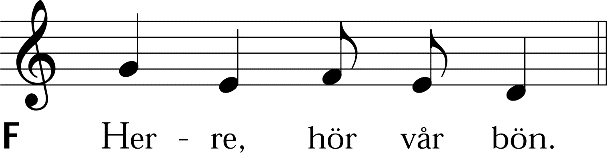 F Her - re, hör vår bön.